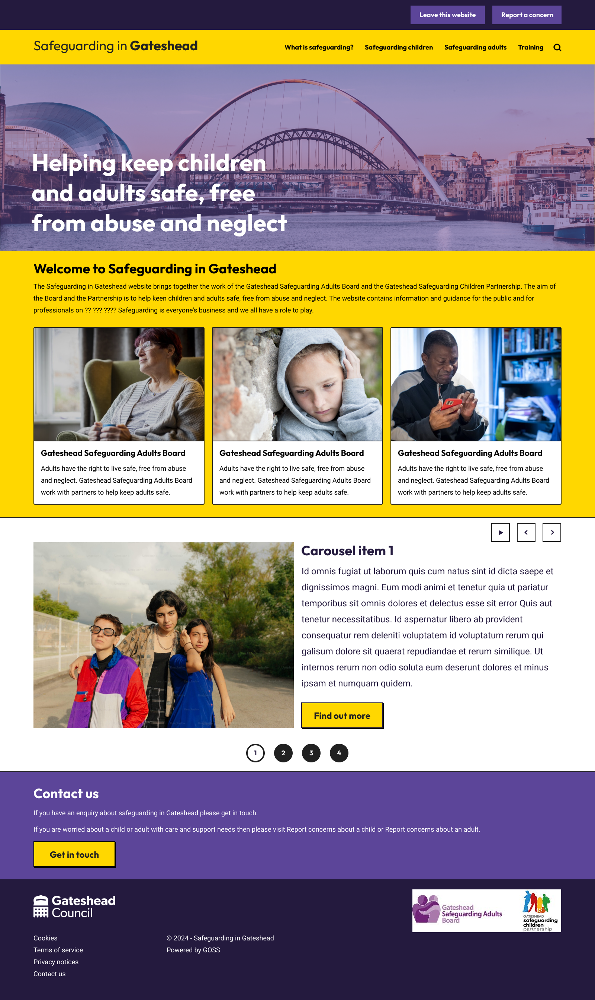 Leave this website
Report a concern
Safeguarding in Gateshead
What is safeguarding?
Safeguarding children
Safeguarding adults
Training
Helping keep children
and adults safe, free
from abuse and neglect
Welcome to Safeguarding in Gateshead
The Safeguarding in Gateshead website brings together the work of the Gateshead Safeguarding Adults Board and the Gateshead Safeguarding Children Partnership. The aim of
the Board and the Partnership is to help keen children and adults safe, free from abuse and neglect. The website contains information and guidance for the public and for
professionals on ?? ??? ???? Safeguarding is everyone's business and we all have a role to play.
Gateshead Safeguarding Adults Board
Adults have the right to live safe, free from abuse
and neglect. Gateshead Safeguarding Adults Board
work with partners to help keep adults safe.
Gateshead Safeguarding Adults Board
Adults have the right to live safe, free from abuse
and neglect. Gateshead Safeguarding Adults Board
work with partners to help keep adults safe.
Gateshead Safeguarding Adults Board
Adults have the right to live safe, free from abuse
and neglect. Gateshead Safeguarding Adults Board
work with partners to help keep adults safe.
Carousel item 1
Id omnis fugiat ut laborum quis cum natus sint id dicta saepe et
dignissimos magni. Eum modi animi et tenetur quia ut pariatur
temporibus sit omnis dolores et delectus esse sit error Quis aut
tenetur necessitatibus. Id aspernatur libero ab provident
consequatur rem deleniti voluptatem id voluptatum rerum qui
galisum dolore sit quaerat repudiandae et rerum similique. Ut
internos rerum non odio soluta eum deserunt dolores et minus
ipsam et numquam quidem.
Find out more
1
2
3
4
Contact us
If you have an enquiry about safeguarding in Gateshead please get in touch.
If you are worried about a child or adult with care and support needs then please visit Report concerns about a child or Report concerns about an adult.
Get in touch
Gateshead
Council
Gateshead
Safeguarding Adults
Board
GATESHEAD
safeguarding
children
partnership
Cookies
Terms of service
Privacy notices
Contact us
© 2024 - Safeguarding in Gateshead
Powered by GOSS